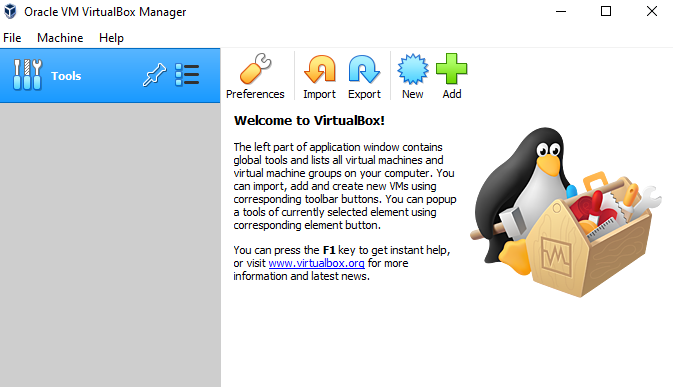 Oracle VM VirtualBox Manager
File Machine Help
Tools
Preferences Import Export New Add
Welcome to VirtualBox!
The left part of application window contains
global tools and lists all virtual machines and
virtual machine groups on your computer. You
can import, add and create new VMs using
corresponding toolbar buttons. You can popup
a tools of currently selected element using
corresponding element button.
You can press the F1 key to get instant help,
or visit www.virtualbox.org for more
information and latest news.